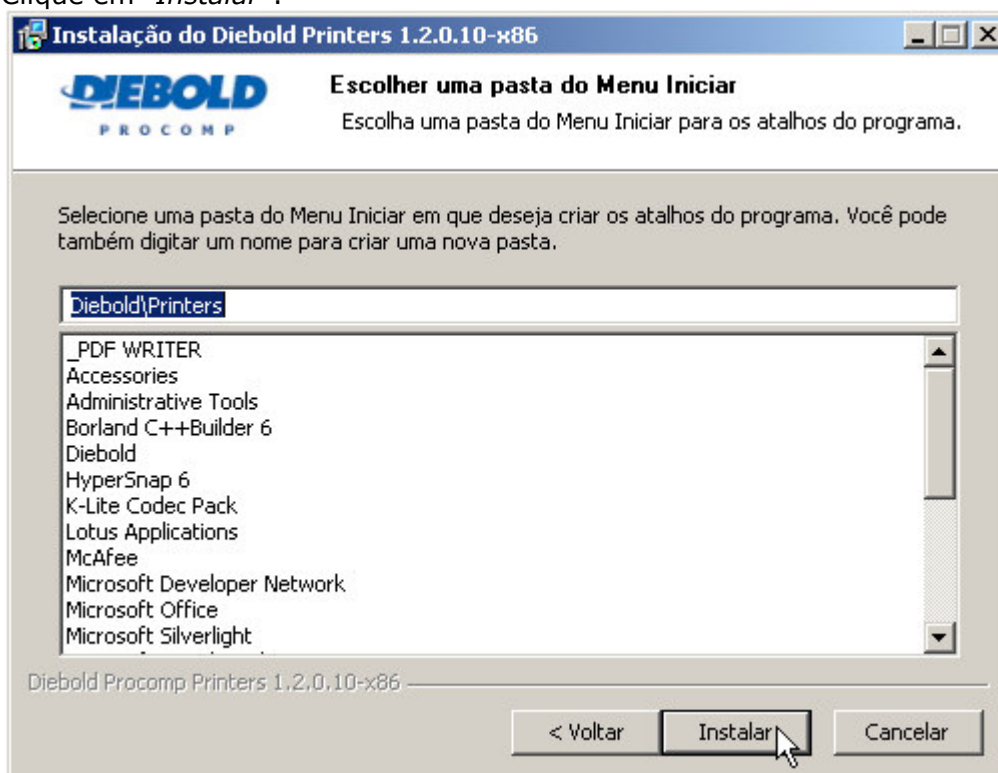 Clique em "Instalar".
Instalação do Diebold Printers 1.2.0.10-x86
DIEBOLD
PROCOMP
Escolher uma pasta do Menu Iniciar
Escolha uma pasta do Menu Iniciar para os atalhos do programa.
Selecione uma pasta do Menu Iniciar em que deseja criar os atalhos do programa. Você pode
também digitar um nome para criar uma nova pasta.
Diebold\Printers
_PDF WRITER
Accessories
Administrative Tools
Borland C++Builder 6
Diebold
HyperSnap 6
K-Lite Codec Pack
Lotus Applications
McAfee
Microsoft Developer Network
Microsoft Office
Microsoft Silverlight
Diebold Procomp Printers 1.2.0.10-x86
< Voltar
Instalar
Cancelar